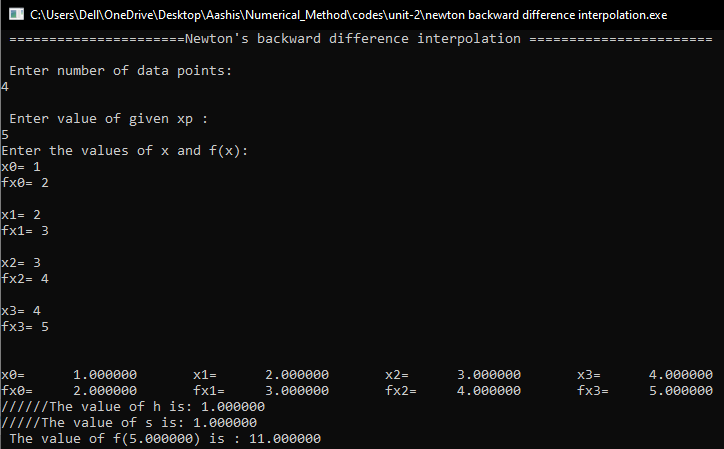 C:\Users\Dell\OneDrive\Desktop\Aashis\Numerical_Method\codes\unit-2\newton backward difference interpolation.exe
======================Newton's backward difference interpolation =======================
Enter number of data points:
4
Enter value of given xp :
5
Enter the values of x and f(x):
x0= 1
fx0= 2
x1= 2
fx1= 3
x2= 3
fx2= 4
x3= 4
fx3= 5
x0= 1.000000 x1= 2.000000 x2= 3.000000 x3= 4.000000
fx0= 2.000000 fx1= 3.000000 fx2= 4.000000 fx3= 5.000000
//////The value of h is: 1.000000
/////The value of s is: 1.000000
The value of f(5.000000) is : 11.000000